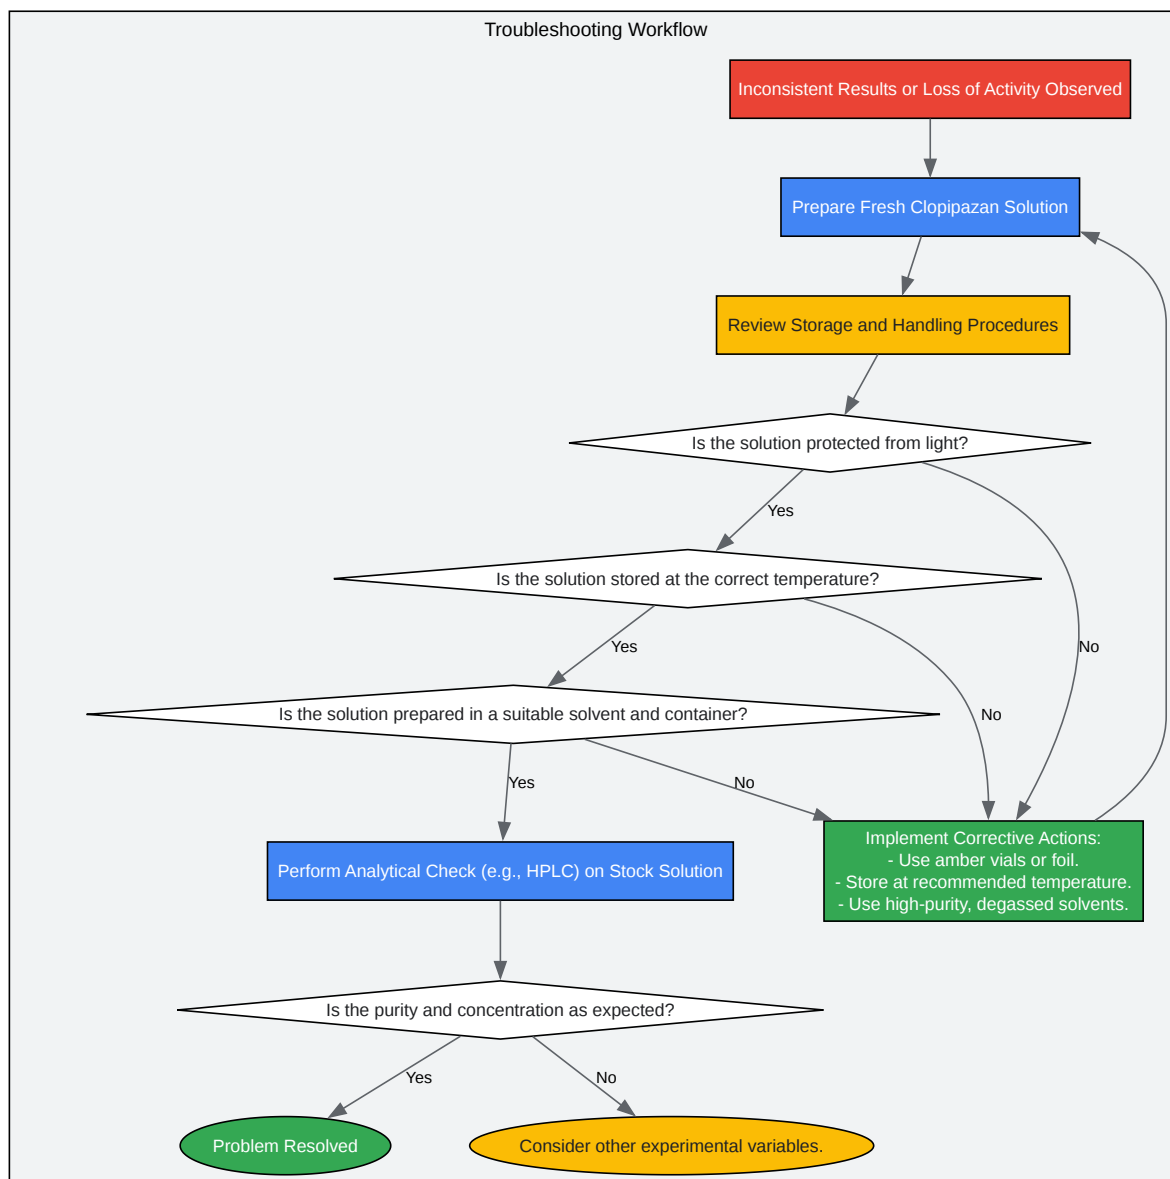 Troubleshooting Workflow
Inconsistent Results or Loss of Activity Observed
Prepare Fresh Clopipazan Solution
Review Storage and Handling Procedures
Is the solution protected from light?
Yes
Is the solution stored at the correct temperature?
Yes
No
Is the solution prepared in a suitable solvent and container?
No
Yes
No
Implement Corrective Actions:
- Use amber vials or foil.
- Store at recommended temperature.
- Use high-purity, degassed solvents.
Perform Analytical Check (e.g., HPLC) on Stock Solution
Is the purity and concentration as expected?
Yes
No
Problem Resolved
Consider other experimental variables.